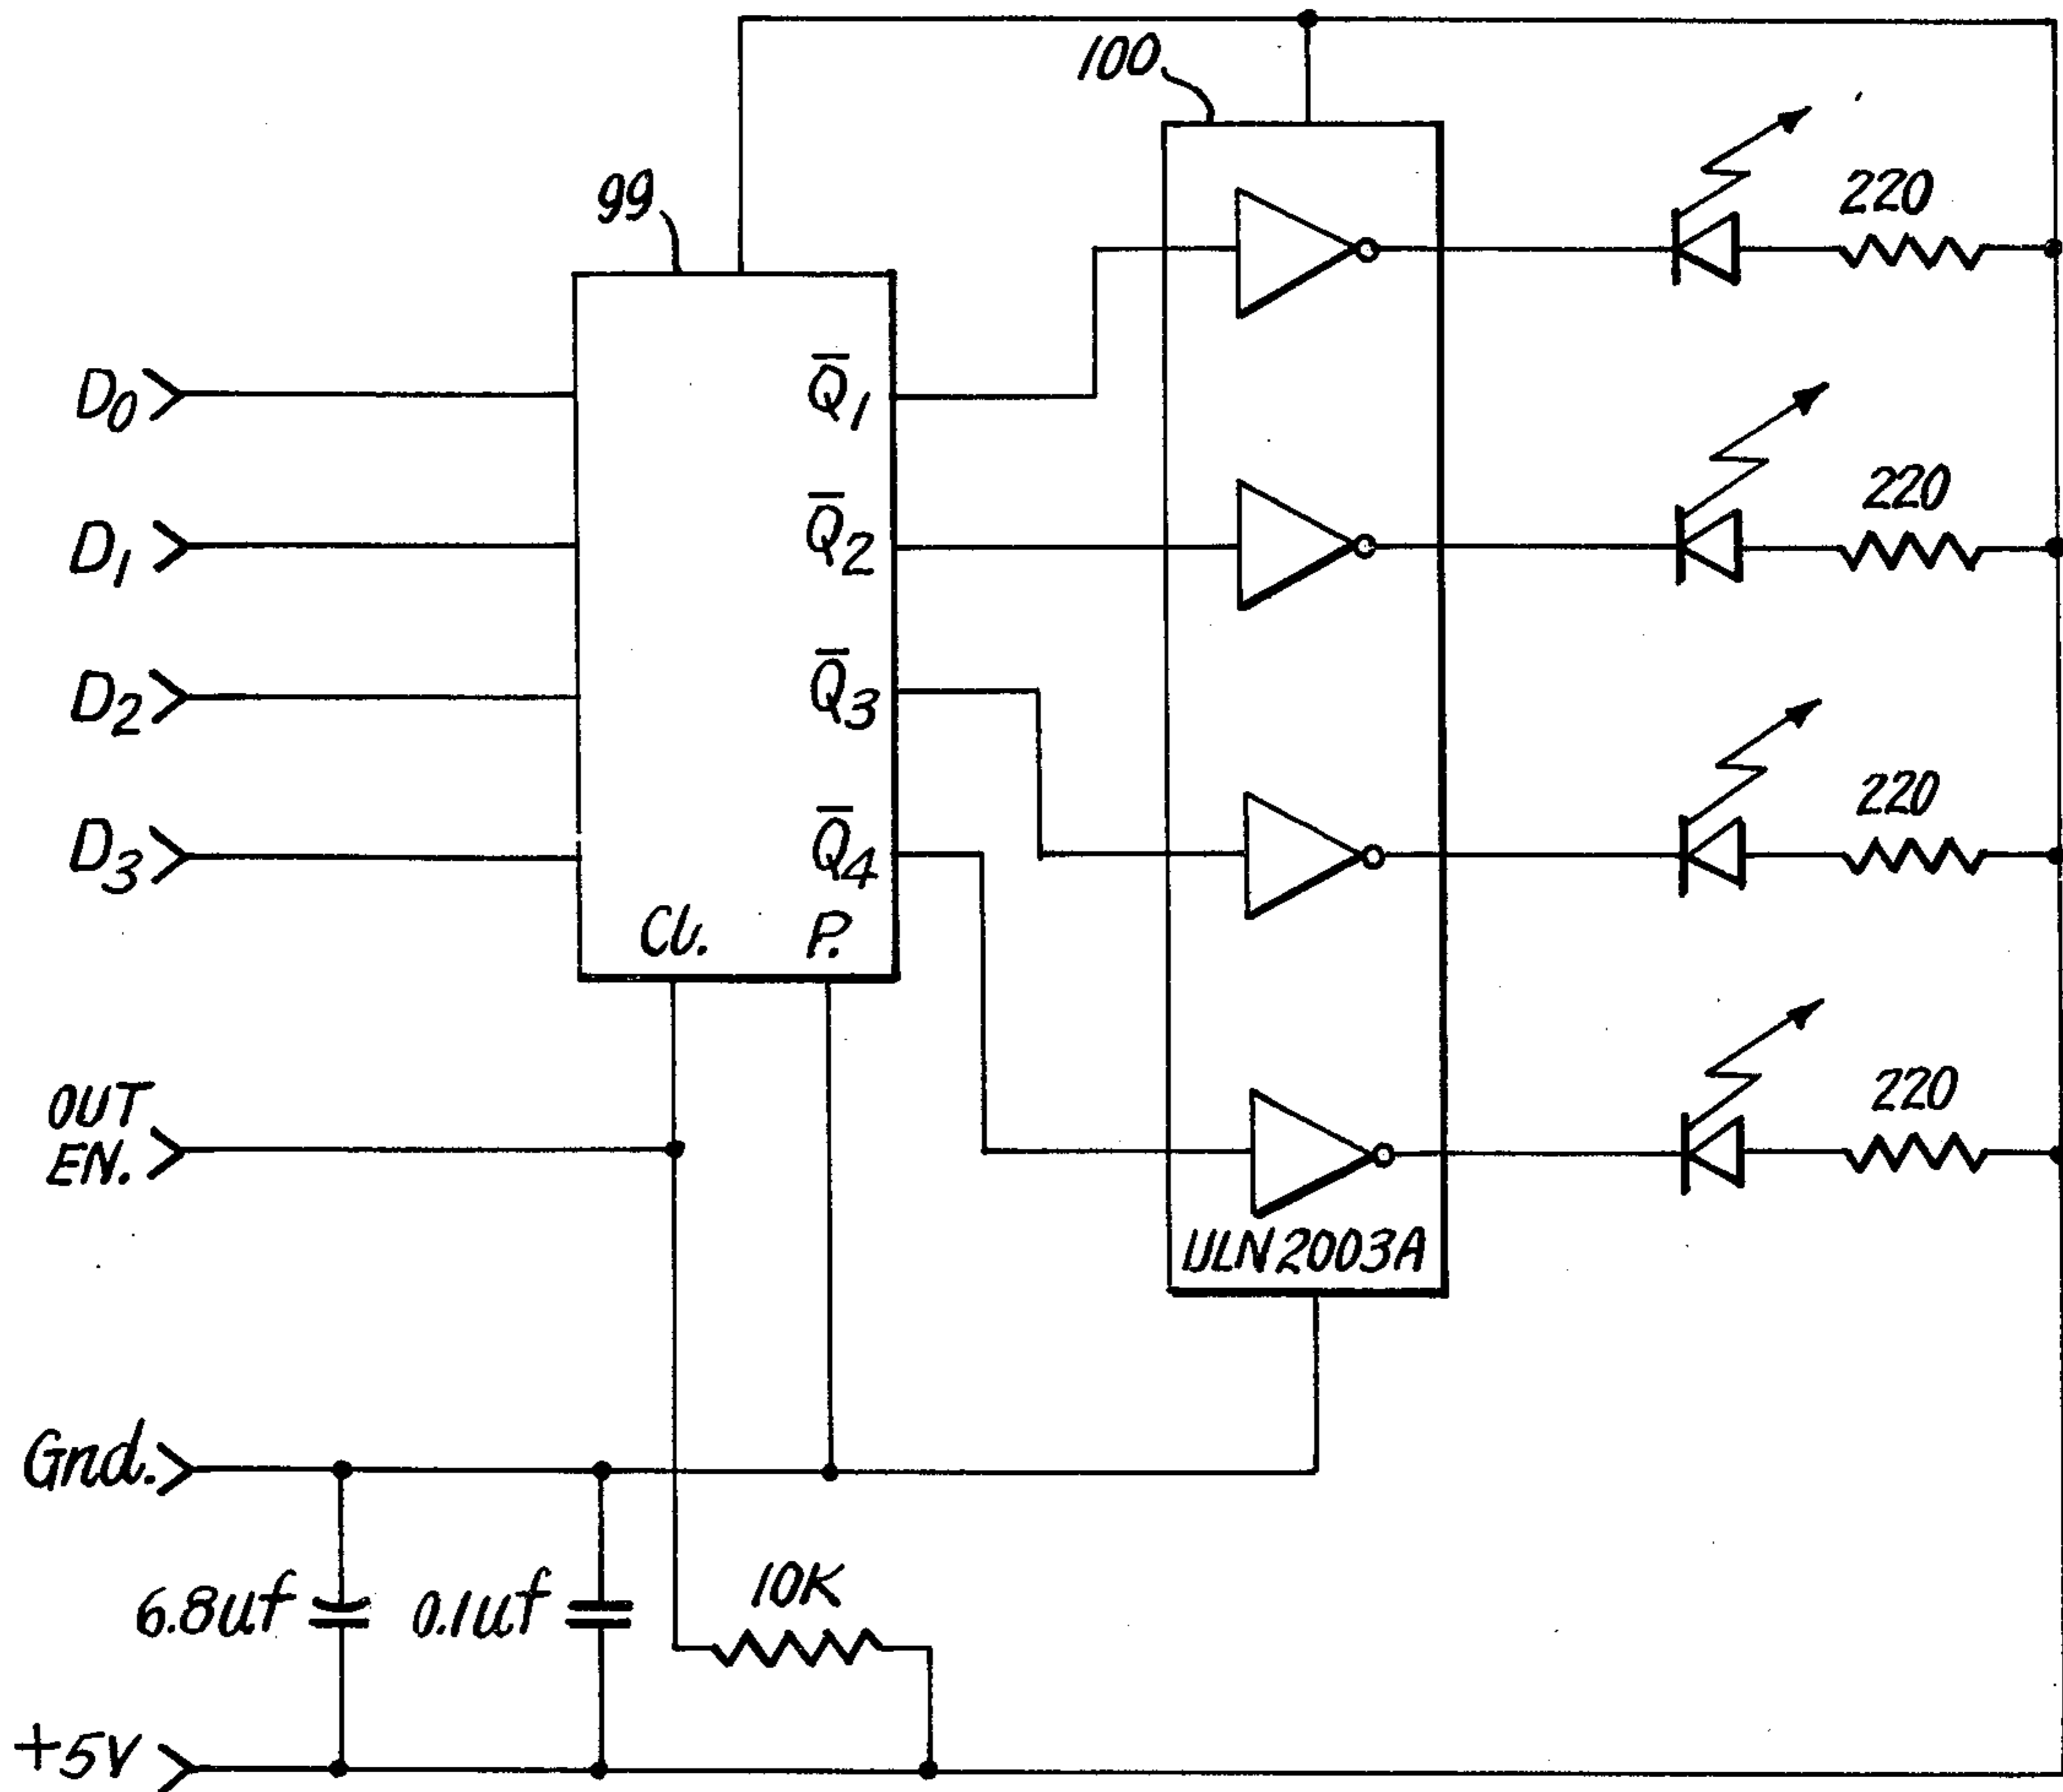 100
99
220
D0
Q̅1
D1
Q̅2
220
D2
Q̅3
220
D3
Q̅4
CL.
P.
OUT
EN.
220
ULN2003A
Gnd.
6.8uf
0.1uf
10K
+5V